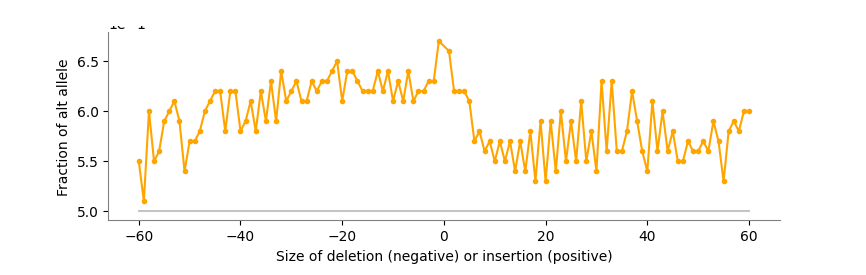 6.5
6.0
5.5
5.0
Fraction of alt allele
−60 −40 −20 0 20 40 60
Size of deletion (negative) or insertion (positive)